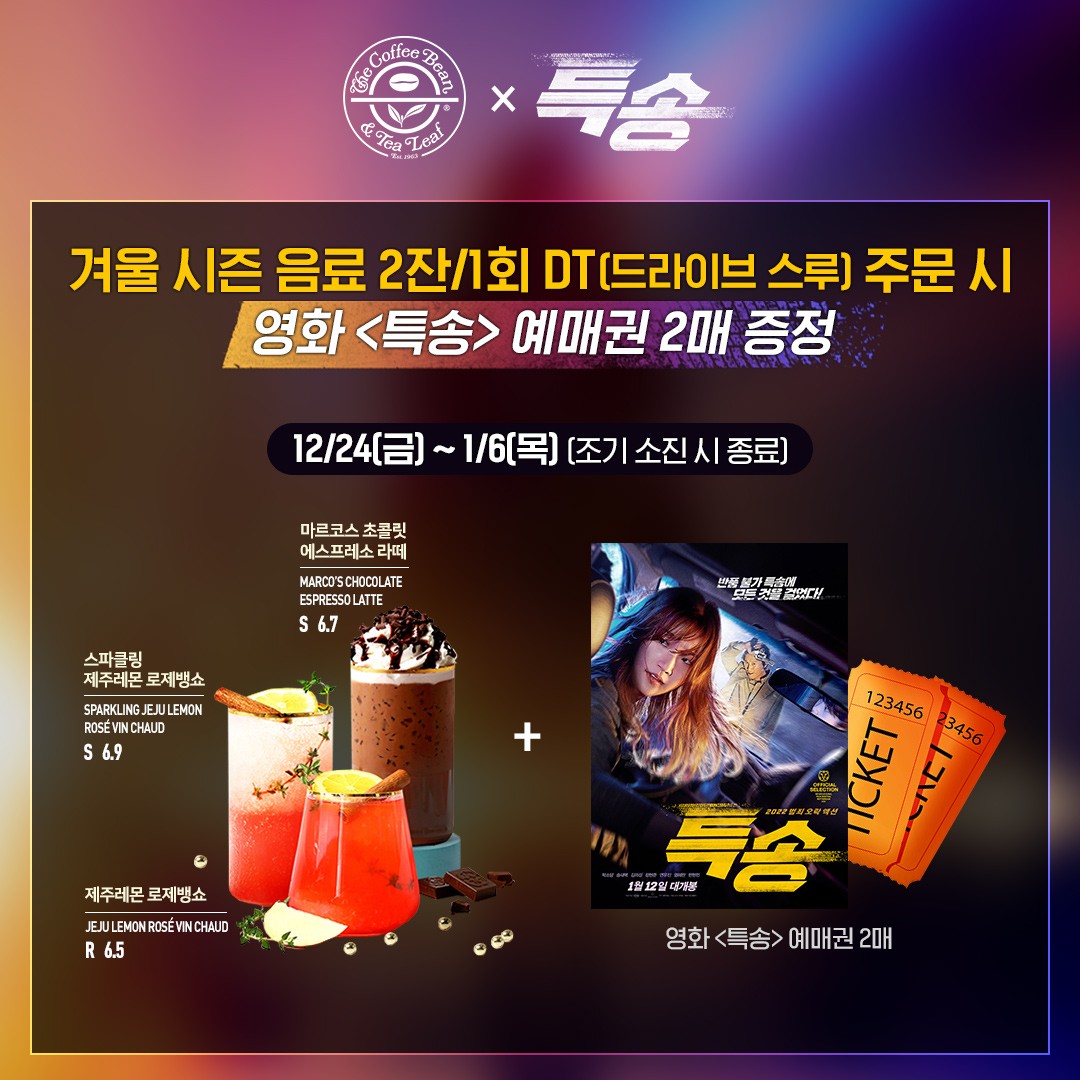 The Coffee Bean
& Tea Leaf
Est. 1963
®
×
특송
겨울 시즌 음료 2잔/1회 DT(드라이브 스루) 주문 시
영화 <특송> 예매권 2매 증정
12/24(금) ~ 1/6(목) (조기 소진 시 종료)
마르코스 초콜릿
에스프레소 라떼
MARCO'S CHOCOLATE
ESPRESSO LATTE
S 6.7
스파클링
제주레몬 로제뱅쇼
SPARKLING JEJU LEMON
ROSÉ VIN CHAUD
S 6.9
제주레몬 로제뱅쇼
JEJU LEMON ROSÉ VIN CHAUD
R 6.5
+
반품 불가 특송에
모든 것을 걸었다!
OFFICIAL
SELECTION
2022 범죄 오락 액션
특송
1월 12일 대개봉
123456
TICKET
23456
ICKET
영화 <특송> 예매권 2매